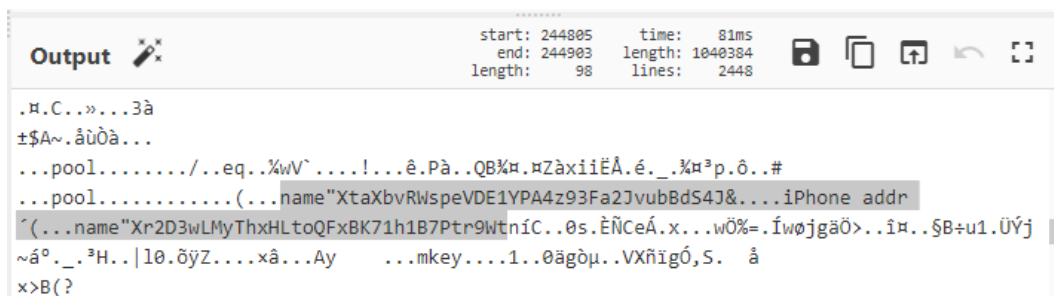 Output
start: 244805
end: 244903
length: 98
time: 81ms
length: 1040384
lines: 2448
.¤.C..»...3à
±$A~.åùÒà...
...pool......../..eq..¾wV`....!...ê.Pà..QB¾¤.¤ZàxiiËÅ.é._.¾¤³p.ô..#
...pool............(...name"XtaXbvRWspeVDE1YPA4z93Fa2JvubBdS4J&....iPhone addr
´(...name"Xr2D3wLMyThxHLtoQFxBK71h1B7Ptr9WtníC..0s.ÈÑCeÁ.x...wÖ%=.ÍwøjgäÖ>..î¤..§B÷u1.ÜÝj
~áº._.³H..|l0.õÿZ....×â...Ay ...mkey....1..0ägòµ..VXñïgÓ,S. å
×>B(?